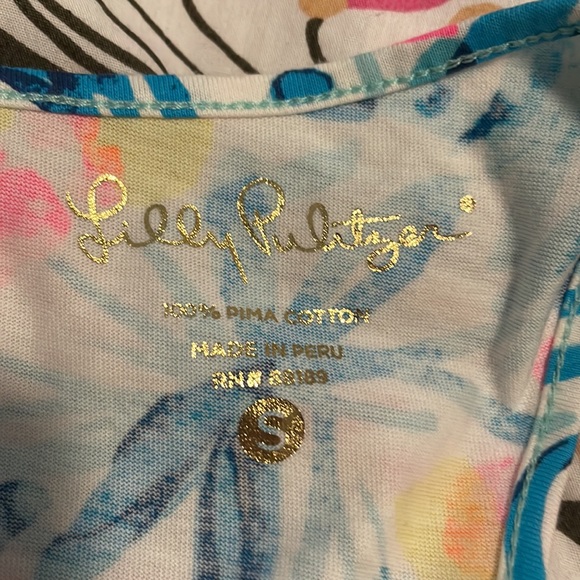 Lilly Pulitzer®
100% PIMA COTTON
MADE IN PERU
RN# 88189
S